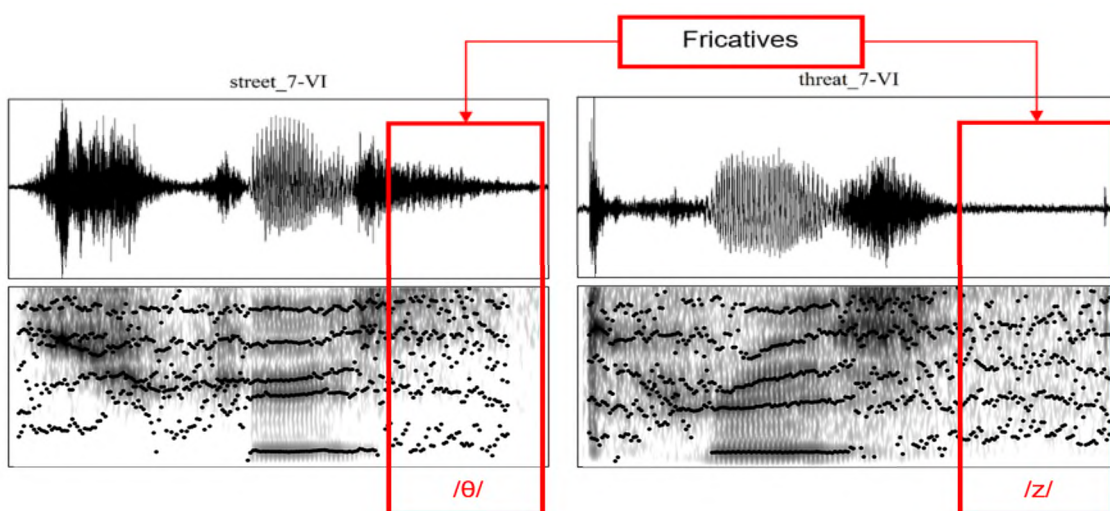 Fricatives
street_7-VI
threat_7-VI
/θ/
/z/